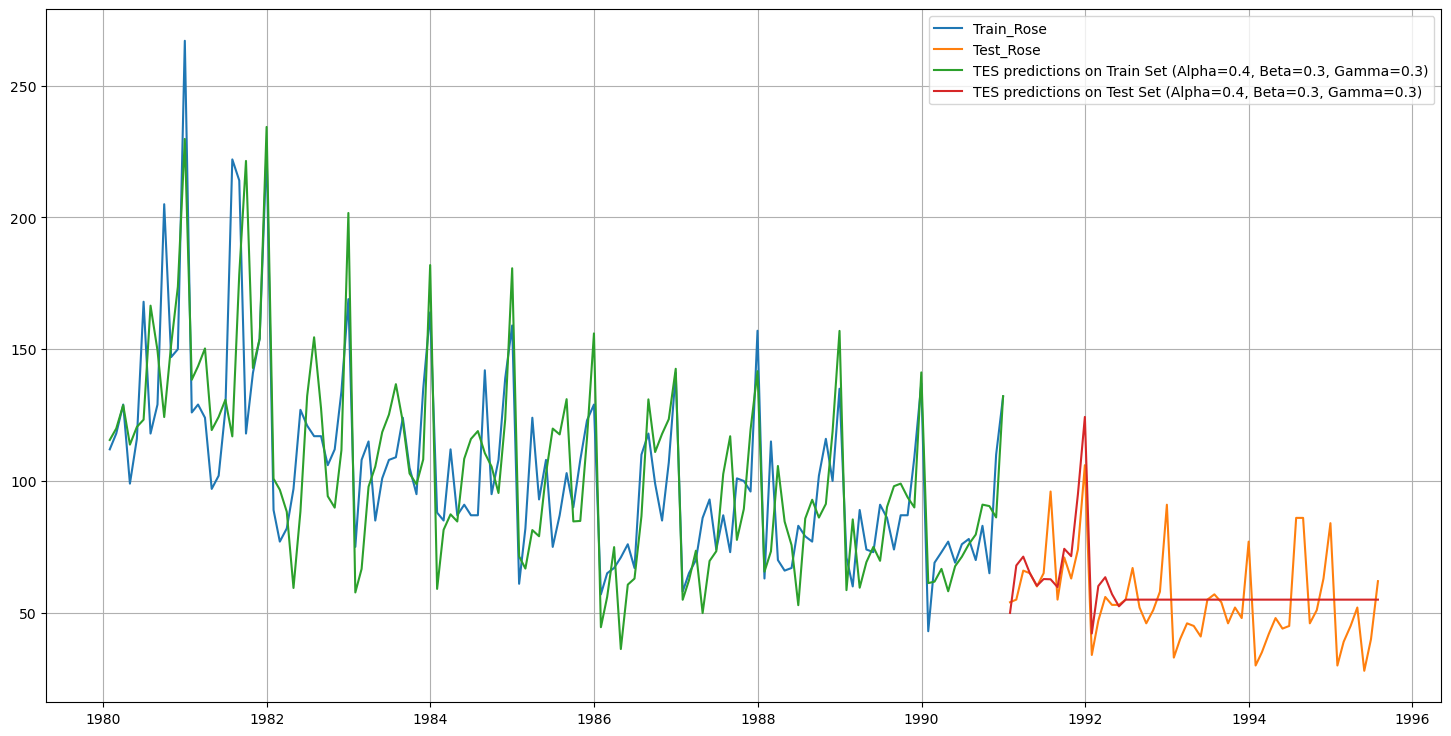 Train_Rose
Test_Rose
TES predictions on Train Set (Alpha=0.4, Beta=0.3, Gamma=0.3)
TES predictions on Test Set (Alpha=0.4, Beta=0.3, Gamma=0.3)
250
200
150
100
50
1980 1982 1984 1986 1988 1990 1992 1994 1996